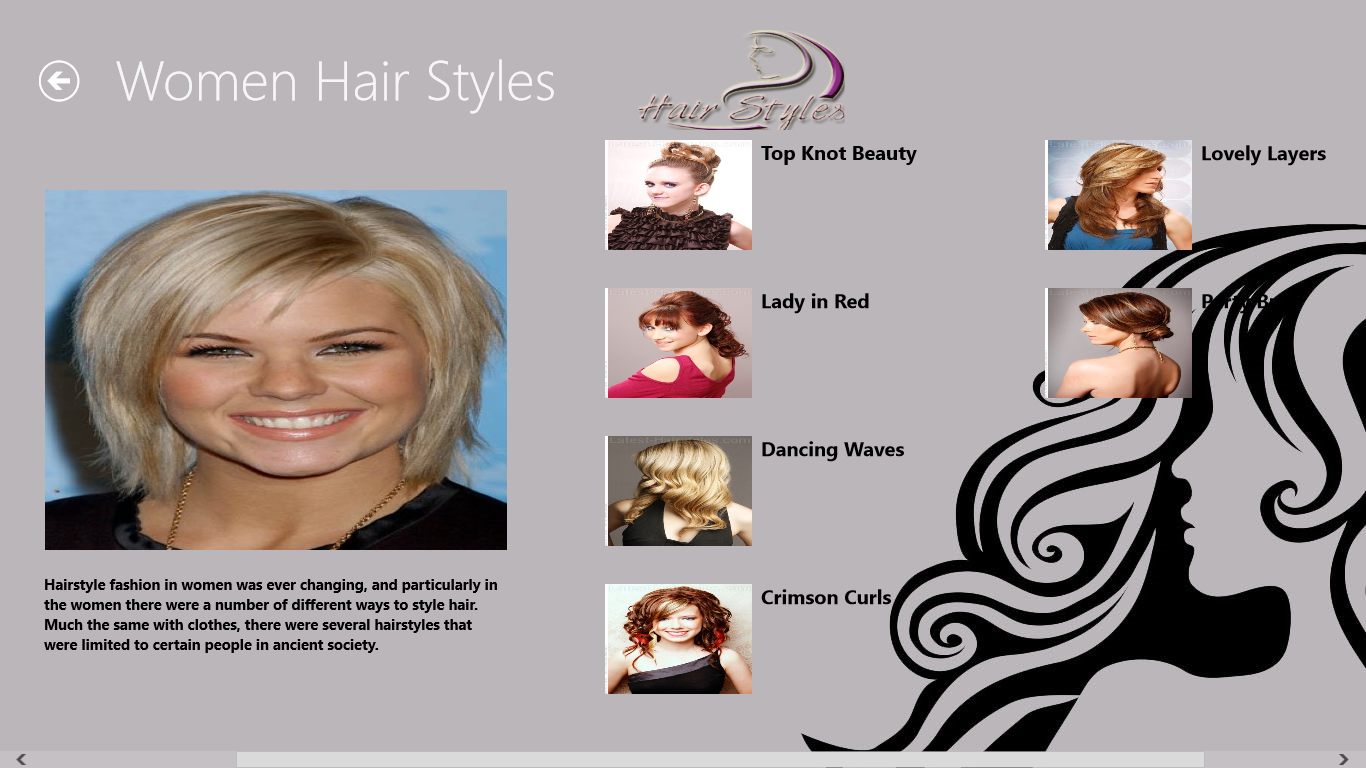 Women Hair Styles
Hair Styles
Hairstyle fashion in women was ever changing, and particularly in
the women there were a number of different ways to style hair.
Much the same with clothes, there were several hairstyles that
were limited to certain people in ancient society.
Top Knot Beauty
Lady in Red
Dancing Waves
Crimson Curls
Lovely Layers